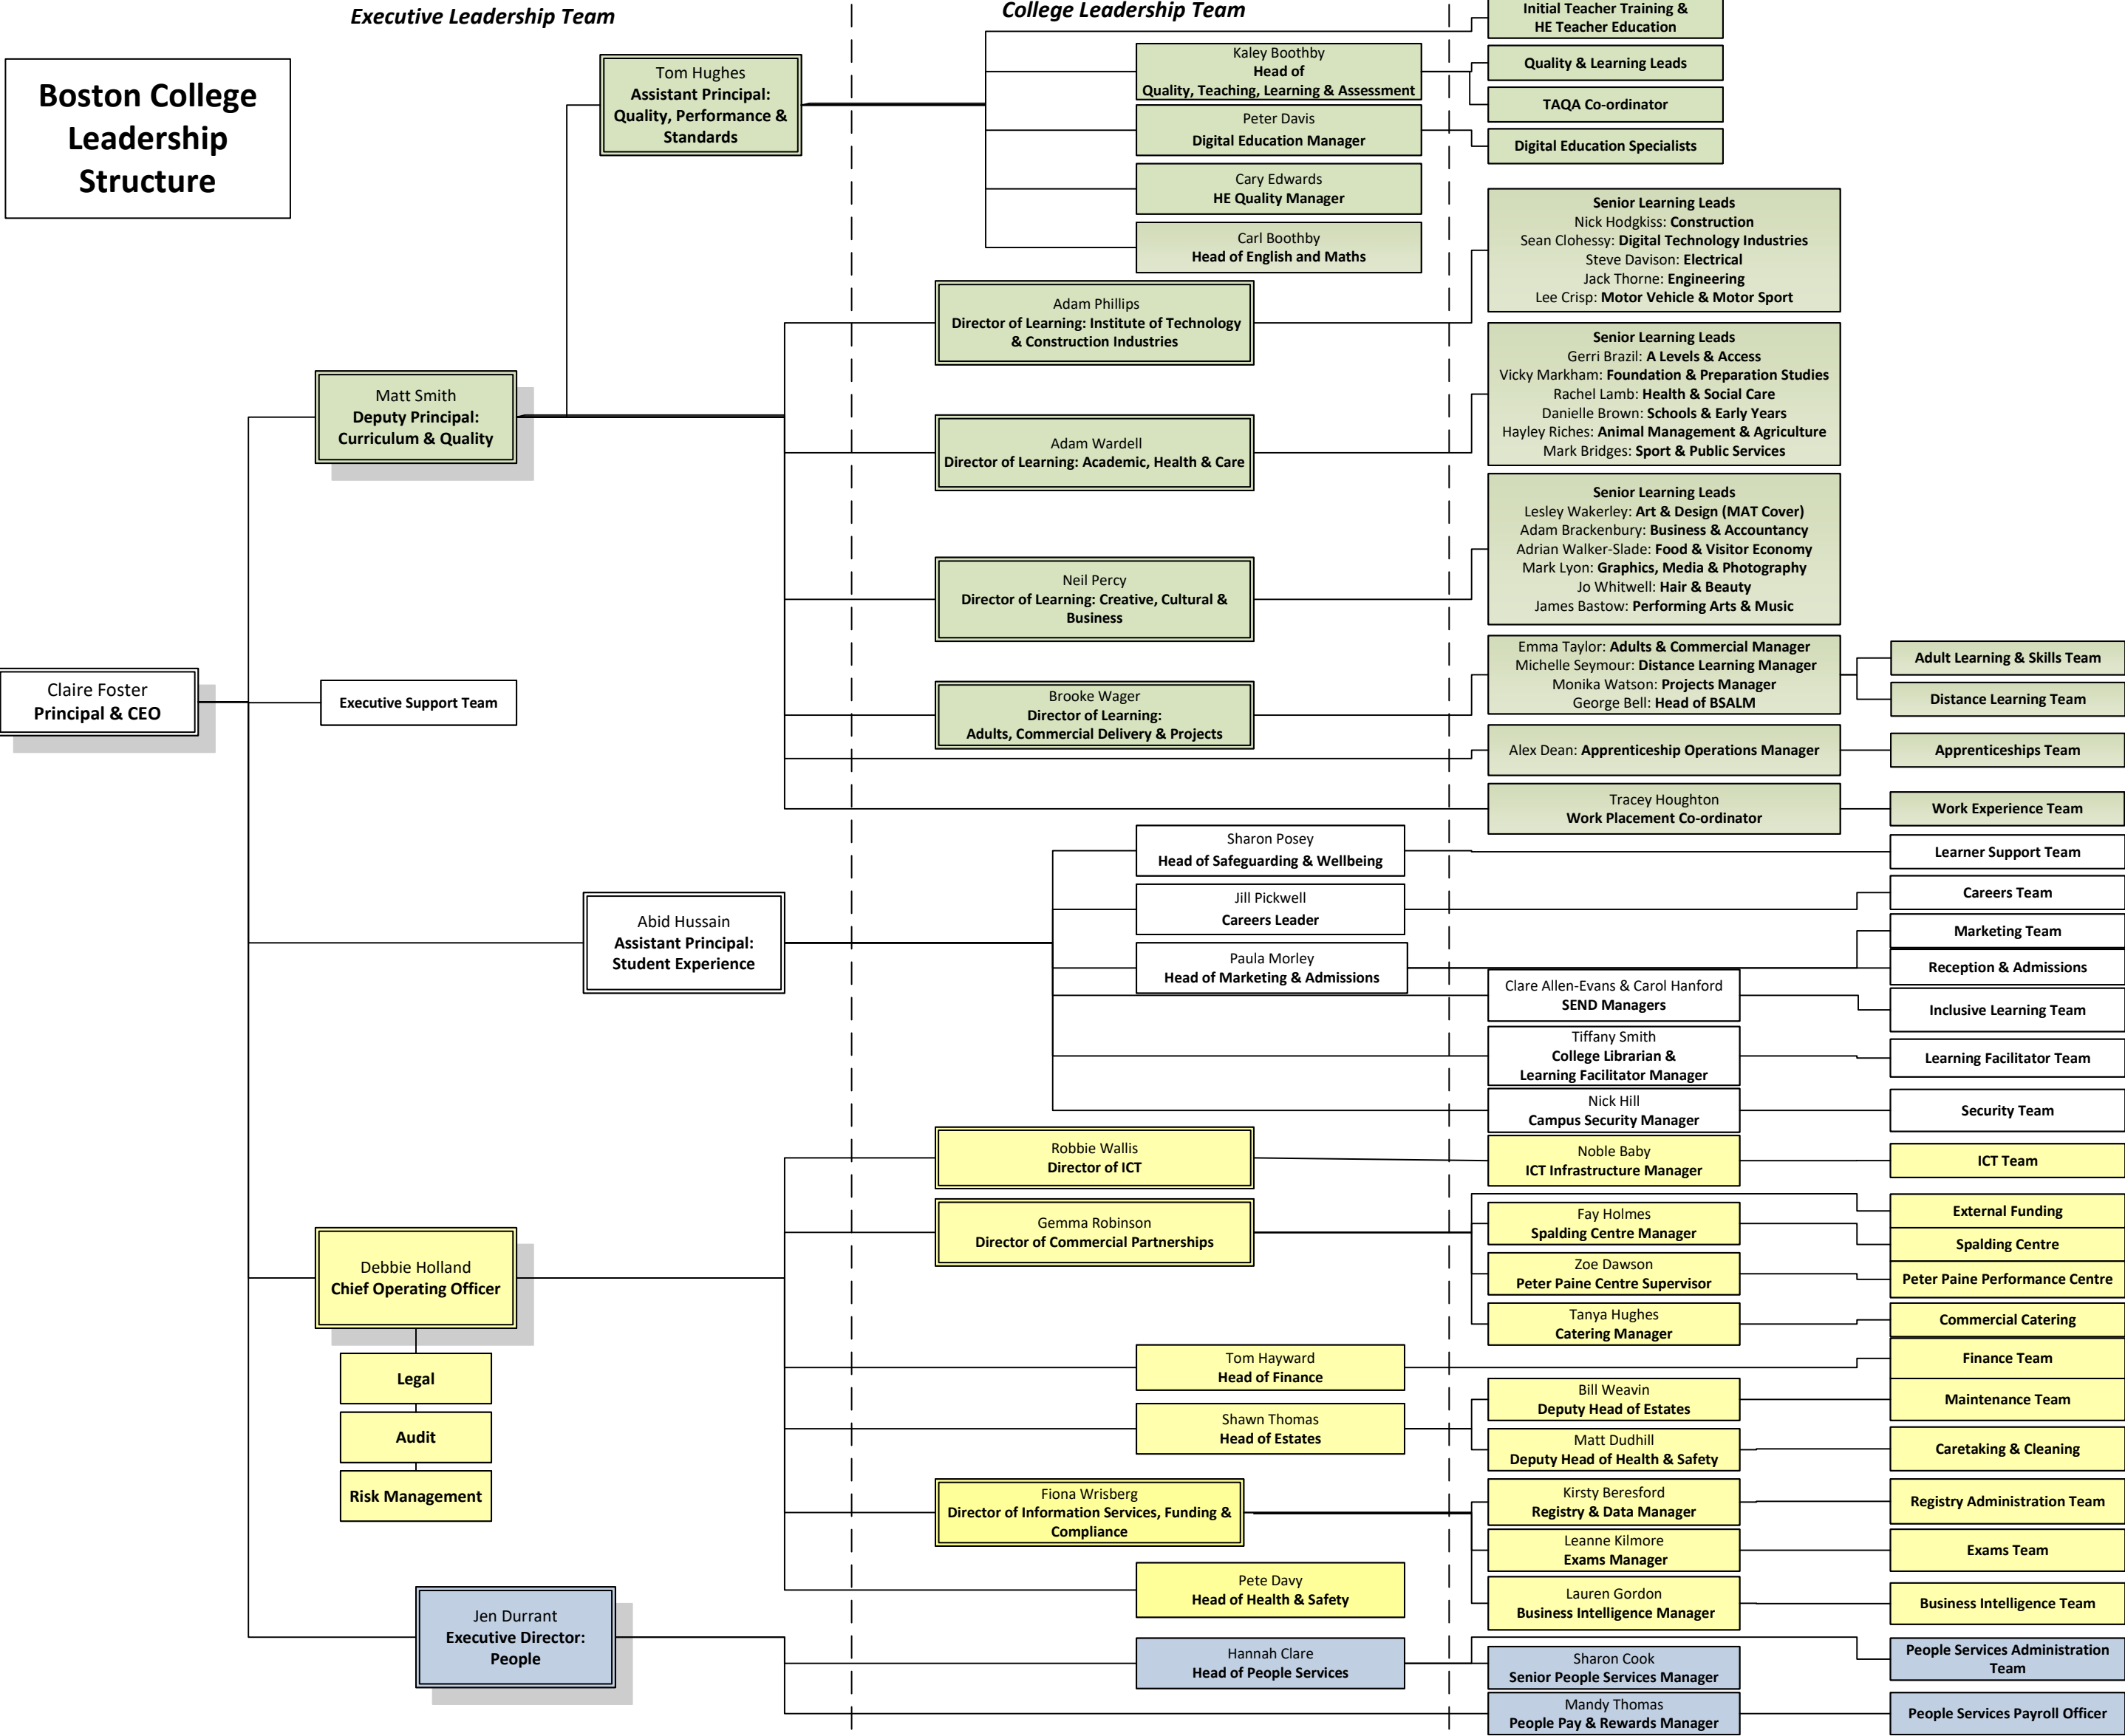 Executive Leadership Team
College Leadership Team
Boston College
Leadership
Structure
Initial Teacher Training &
HE Teacher Education
Tom Hughes
Assistant Principal:
Quality, Performance &
Standards
Kaley Boothby
Head of
Quality, Teaching, Learning & Assessment
Quality & Learning Leads
TAQA Co-ordinator
Peter Davis
Digital Education Manager
Digital Education Specialists
Cary Edwards
HE Quality Manager
Carl Boothby
Head of English and Maths
Matt Smith
Deputy Principal:
Curriculum & Quality
Adam Phillips
Director of Learning: Institute of Technology
& Construction Industries
Senior Learning Leads
Nick Hodgkiss: Construction
Sean Clohessy: Digital Technology Industries
Steve Davison: Electrical
Jack Thorne: Engineering
Lee Crisp: Motor Vehicle & Motor Sport
Adam Wardell
Director of Learning: Academic, Health & Care
Senior Learning Leads
Gerri Brazil: A Levels & Access
Vicky Markham: Foundation & Preparation Studies
Rachel Lamb: Health & Social Care
Danielle Brown: Schools & Early Years
Hayley Riches: Animal Management & Agriculture
Mark Bridges: Sport & Public Services
Neil Percy
Director of Learning: Creative, Cultural &
Business
Senior Learning Leads
Lesley Wakerley: Art & Design (MAT Cover)
Adam Brackenbury: Business & Accountancy
Adrian Walker-Slade: Food & Visitor Economy
Mark Lyon: Graphics, Media & Photography
Jo Whitwell: Hair & Beauty
James Bastow: Performing Arts & Music
Claire Foster
Principal & CEO
Executive Support Team
Brooke Wager
Director of Learning:
Adults, Commercial Delivery & Projects
Emma Taylor: Adults & Commercial Manager
Michelle Seymour: Distance Learning Manager
Monika Watson: Projects Manager
George Bell: Head of BSALM
Adult Learning & Skills Team
Distance Learning Team
Alex Dean: Apprenticeship Operations Manager
Apprenticeships Team
Tracey Houghton
Work Placement Co-ordinator
Work Experience Team
Abid Hussain
Assistant Principal:
Student Experience
Sharon Posey
Head of Safeguarding & Wellbeing
Learner Support Team
Jill Pickwell
Careers Leader
Careers Team
Paula Morley
Head of Marketing & Admissions
Marketing Team
Reception & Admissions
Clare Allen-Evans & Carol Hanford
SEND Managers
Inclusive Learning Team
Tiffany Smith
College Librarian &
Learning Facilitator Manager
Learning Facilitator Team
Nick Hill
Campus Security Manager
Security Team
Debbie Holland
Chief Operating Officer
Legal
Audit
Risk Management
Robbie Wallis
Director of ICT
Noble Baby
ICT Infrastructure Manager
ICT Team
Gemma Robinson
Director of Commercial Partnerships
External Funding
Fay Holmes
Spalding Centre Manager
Spalding Centre
Zoe Dawson
Peter Paine Centre Supervisor
Peter Paine Performance Centre
Tanya Hughes
Catering Manager
Commercial Catering
Tom Hayward
Head of Finance
Finance Team
Shawn Thomas
Head of Estates
Bill Weavin
Deputy Head of Estates
Maintenance Team
Matt Dudhill
Deputy Head of Health & Safety
Caretaking & Cleaning
Fiona Wrisberg
Director of Information Services, Funding &
Compliance
Kirsty Beresford
Registry & Data Manager
Registry Administration Team
Leanne Kilmore
Exams Manager
Exams Team
Lauren Gordon
Business Intelligence Manager
Business Intelligence Team
Pete Davy
Head of Health & Safety
Jen Durrant
Executive Director:
People
Hannah Clare
Head of People Services
Sharon Cook
Senior People Services Manager
People Services Administration
Team
Mandy Thomas
People Pay & Rewards Manager
People Services Payroll Officer